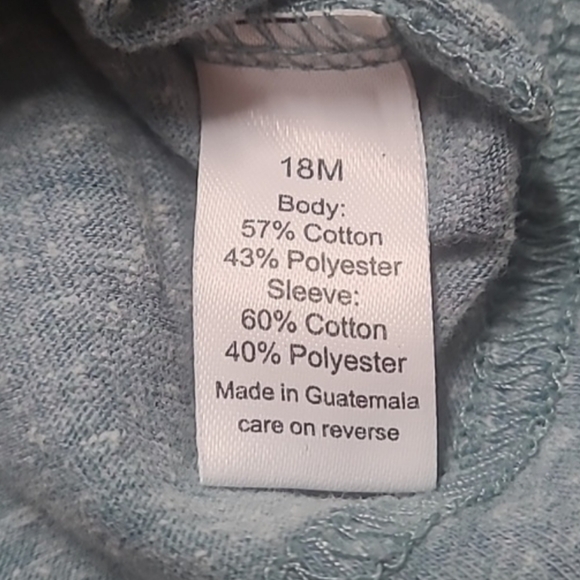 18M
Body:
57% Cotton
43% Polyester
Sleeve:
60% Cotton
40% Polyester
Made in Guatemala
care on reverse